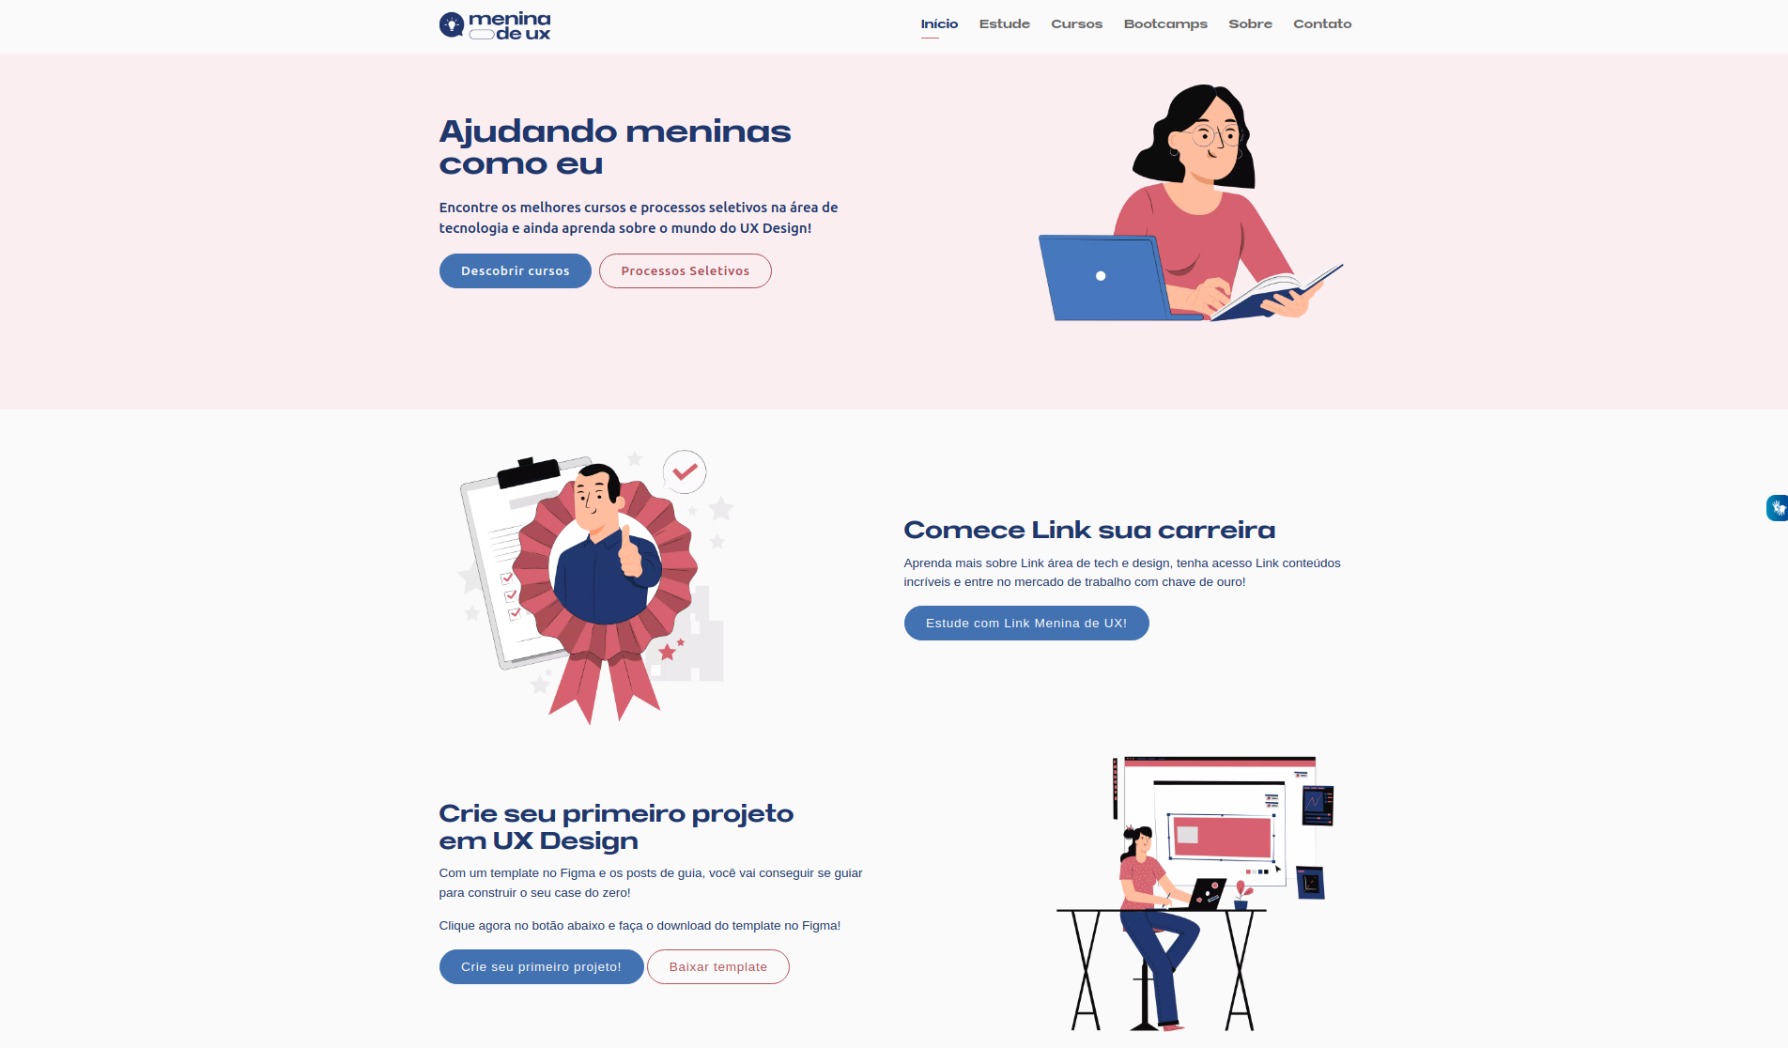 menina
de ux
Início Estude Cursos Bootcamps Sobre Contato
Ajudando meninas
como eu
Encontre os melhores cursos e processos seletivos na área de
tecnologia e ainda aprenda sobre o mundo do UX Design!
Descobrir cursos Processos Seletivos
Comece Link sua carreira
Aprenda mais sobre Link área de tech e design, tenha acesso Link conteúdos
incríveis e entre no mercado de trabalho com chave de ouro!
Estude com Link Menina de UX!
Crie seu primeiro projeto
em UX Design
Com um template no Figma e os posts de guia, você vai conseguir se guiar
para construir o seu case do zero!
Clique agora no botão abaixo e faça o download do template no Figma!
Crie seu primeiro projeto! Baixar template